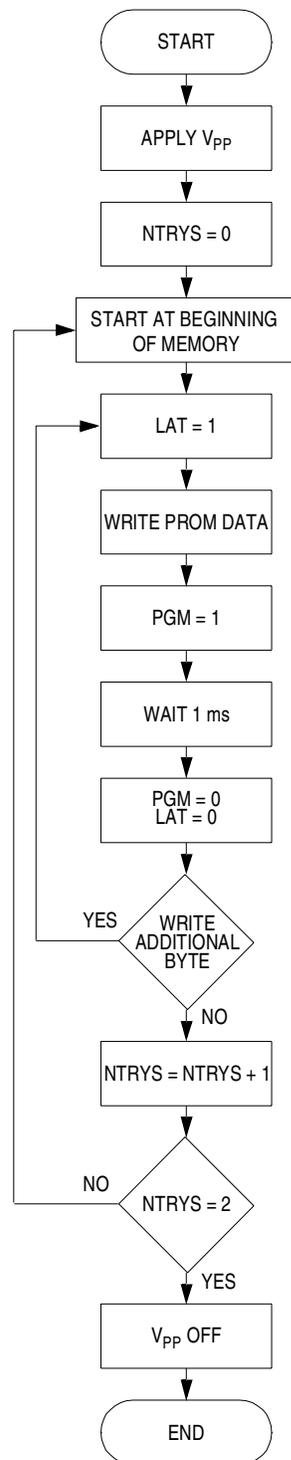 START
APPLY VPP
NTRYS = 0
START AT BEGINNING
OF MEMORY
LAT = 1
WRITE PROM DATA
PGM = 1
WAIT 1 ms
PGM = 0
LAT = 0
YES
WRITE
ADDITIONAL
BYTE
NO
NTRYS = NTRYS + 1
NO
NTRYS = 2
YES
VPP OFF
END